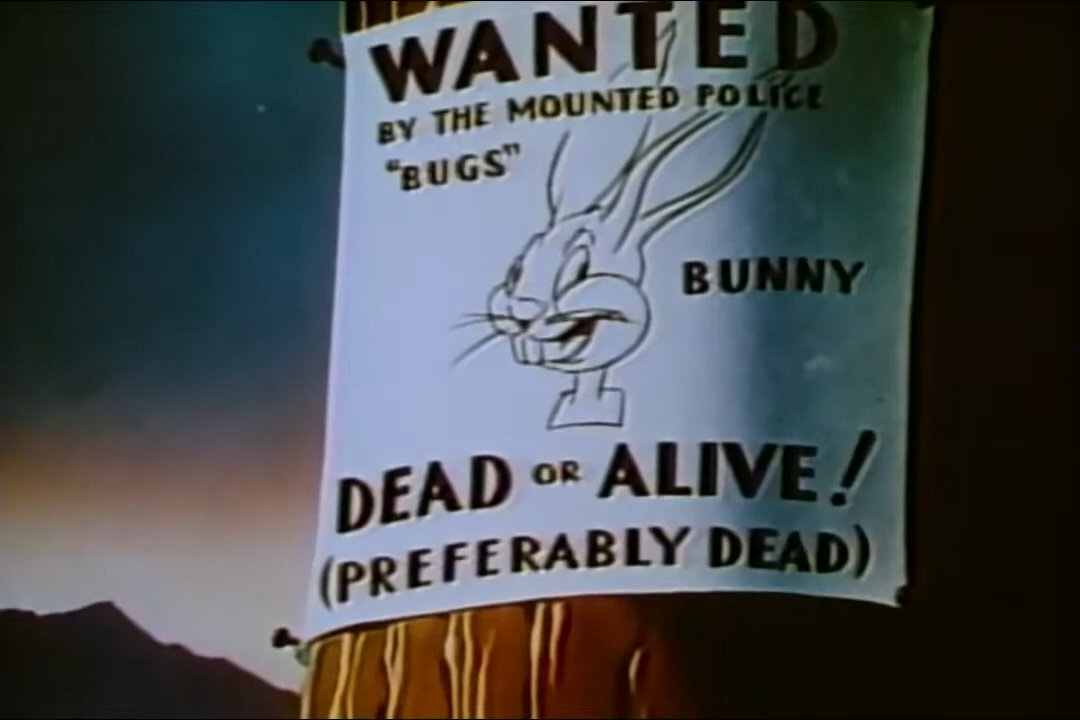 WANTED
BY THE MOUNTED POLICE
"BUGS"
BUNNY
DEAD OR ALIVE!
(PREFERABLY DEAD)